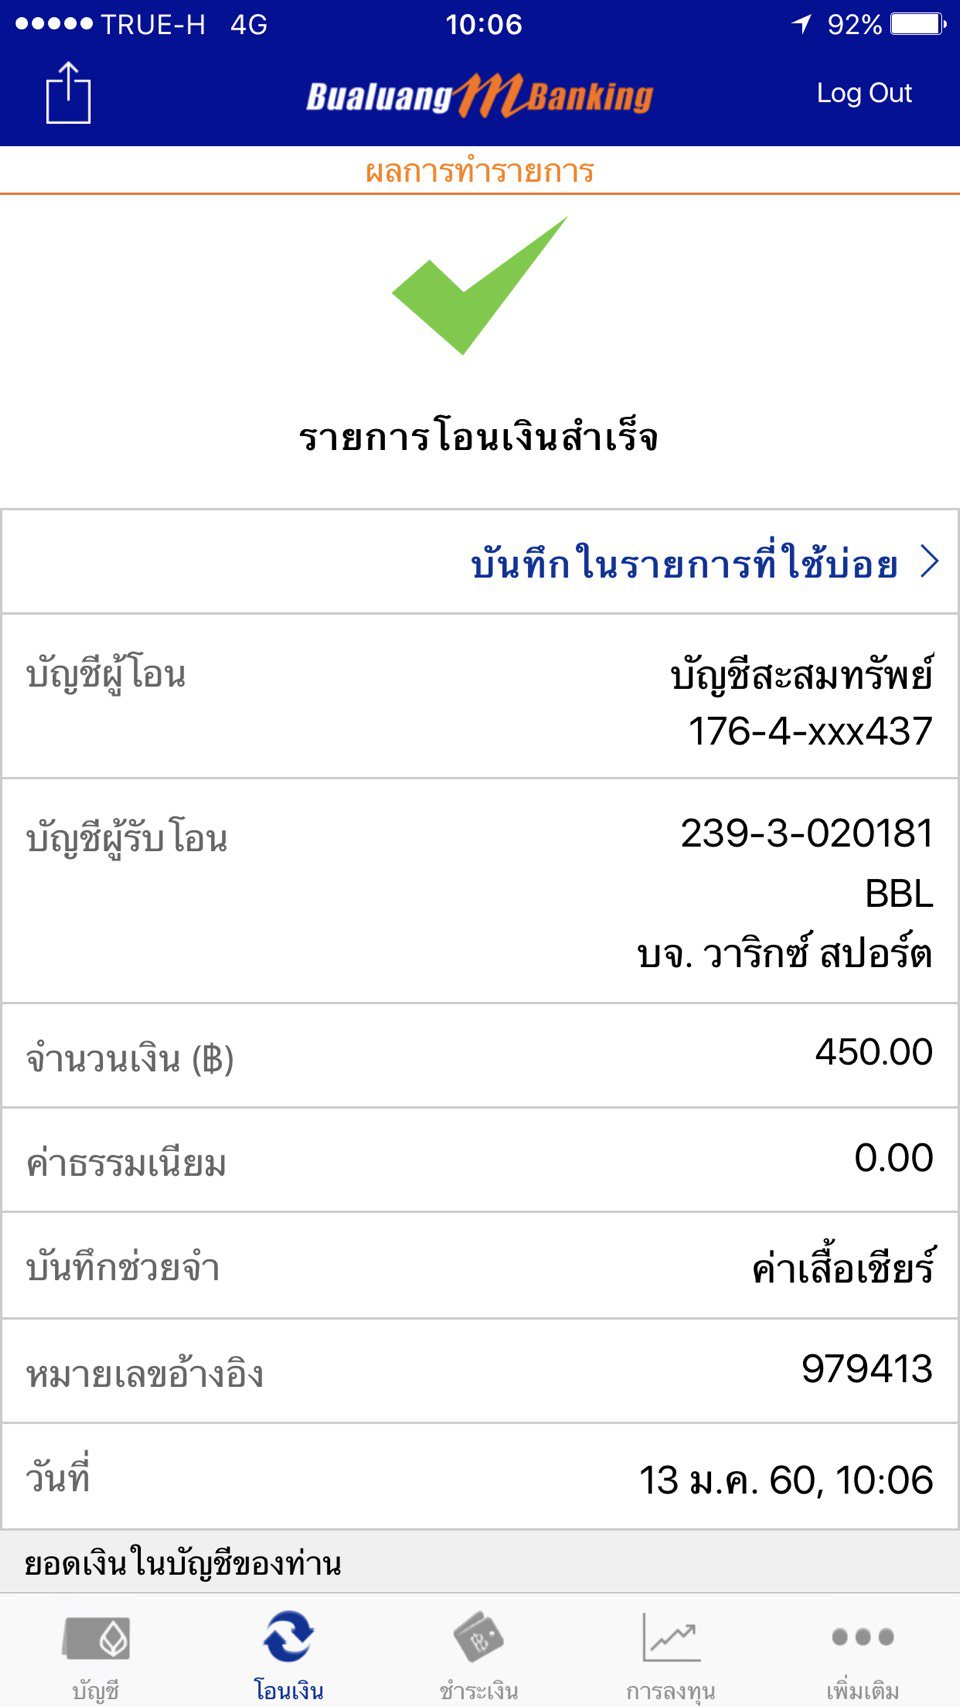 TRUE-H 4G 10:06 92%
Bualuang mBanking Log Out
ผลการทำรายการ
รายการโอนเงินสำเร็จ
บันทึกในรายการที่ใช้บ่อย
บัญชีผู้โอน บัญชีสะสมทรัพย์
176-4-xxx437
บัญชีผู้รับโอน 239-3-020181
BBL
บจ. วาริกซ์ สปอร์ต
จำนวนเงิน (฿) 450.00
ค่าธรรมเนียม 0.00
บันทึกช่วยจำ ค่าเสื้อเชียร์
หมายเลขอ้างอิง 979413
วันที่ 13 ม.ค. 60, 10:06
ยอดเงินในบัญชีของท่าน
บัญชี โอนเงิน ชำระเงิน การลงทุน เพิ่มเติม